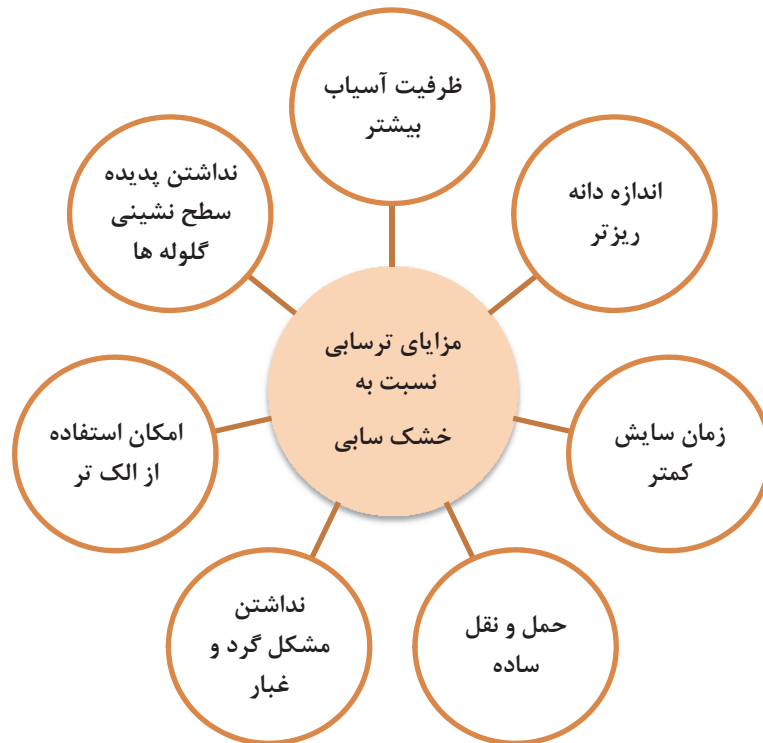 مزایای ترسابی
نسبت به
خشک سابی
ظرفیت آسیاب
بیشتر
اندازه دانه
ریزتر
زمان سایش
کمتر
حمل و نقل
ساده
نداشتن
مشکل گرد و
غبار
امکان استفاده
از الک تر
نداشتن پدیده
سطح نشینی
گلوله ها